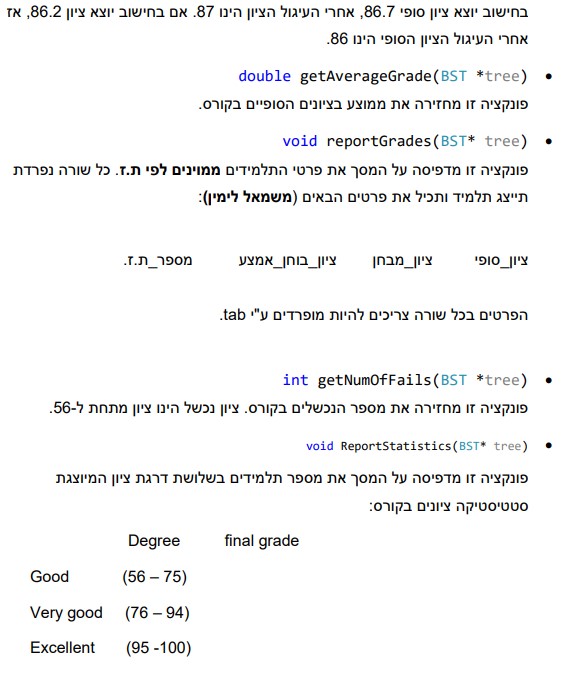 בחישוב יוצא ציון סופי 86.7, אחרי העיגול הציון הינו 87. אם בחישוב יוצא ציון 86.2, אז
אחרי העיגול הציון הסופי הינו 86.
• double getAverageGrade(BST *tree)
פונקציה זו מחזירה את ממוצע בציונים הסופיים בקורס.
• void reportGrades(BST* tree)
פונקציה זו מדפיסה על המסך את פרטי התלמידים ממוינים לפי ת.ז. כל שורה נפרדת
תייצג תלמיד ותכיל את פרטים הבאים (משמאל לימין):
ציון_סופי ציון_מבחן ציון_בוחן_אמצע מספר_ת.ז.
הפרטים בכל שורה צריכים להיות מופרדים ע"י tab.
• int getNumOfFails(BST *tree)
פונקציה זו מחזירה את מספר הנכשלים בקורס. ציון נכשל הינו ציון מתחת ל-56.
• void ReportStatistics(BST* tree)
פונקציה זו מדפיסה על המסך את מספר תלמידים בשלושת דרגת ציון המיוצגת
סטטיסטיקה ציונים בקורס:
Degree final grade
Good (56 – 75)
Very good (76 – 94)
Excellent (95 -100)